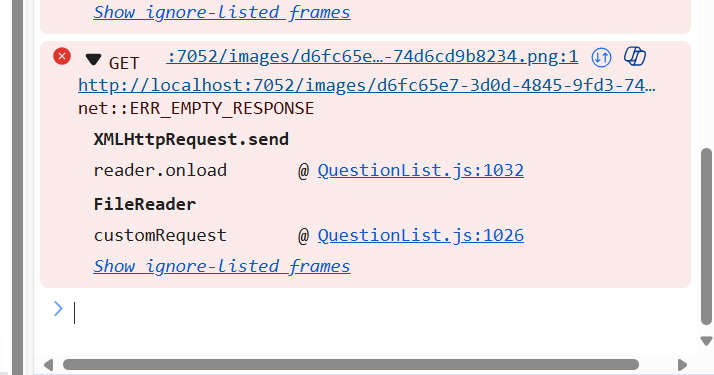 Show ignore-listed frames
GET :7052/images/d6fc65e…-74d6cd9b8234.png:1
http://localhost:7052/images/d6fc65e7-3d0d-4845-9fd3-74…
net::ERR_EMPTY_RESPONSE
XMLHttpRequest.send
reader.onload @ QuestionList.js:1032
FileReader
customRequest @ QuestionList.js:1026
Show ignore-listed frames